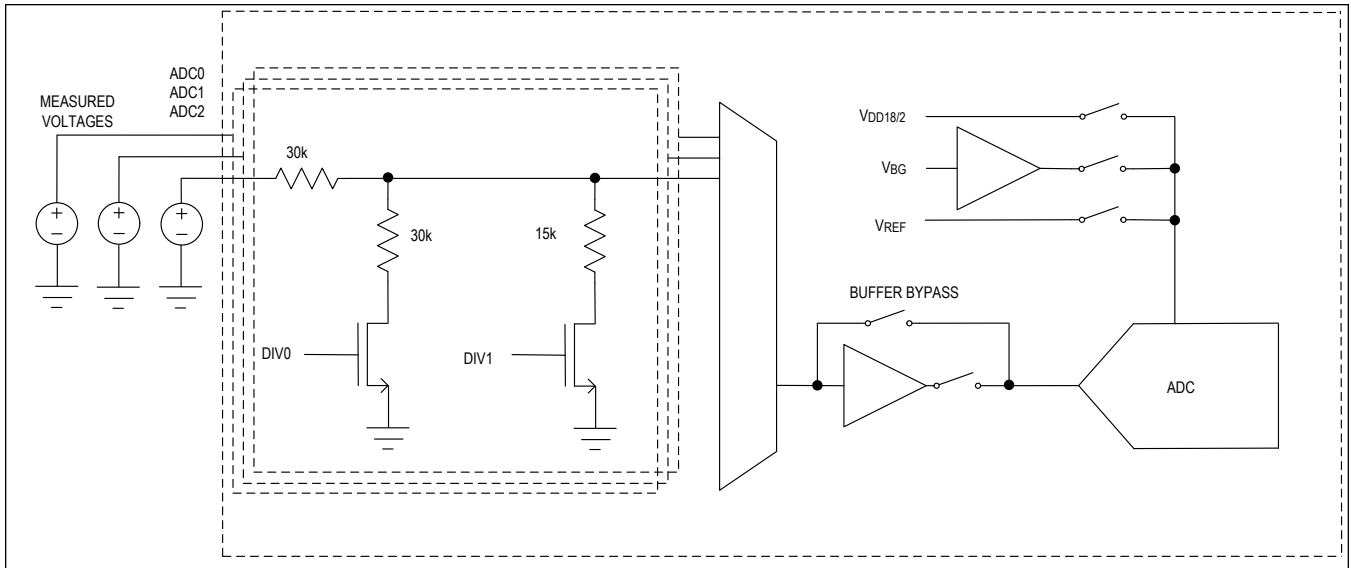 ADC0
ADC1
ADC2
MEASURED
VOLTAGES
30k
30k
15k
DIV0
DIV1
VDD18/2
VBG
VREF
BUFFER BYPASS
ADC